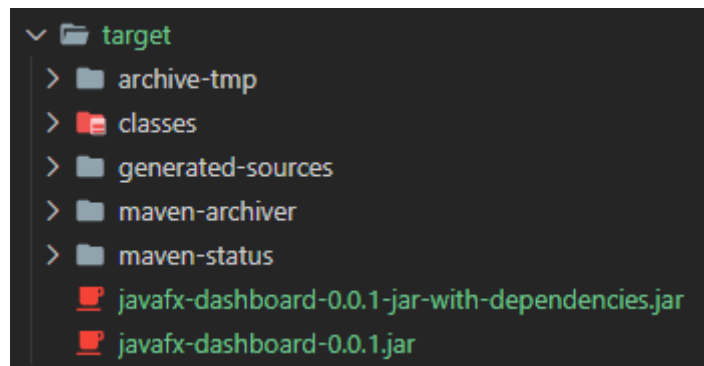 target
archive-tmp
classes
generated-sources
maven-archiver
maven-status
javafx-dashboard-0.0.1-jar-with-dependencies.jar
javafx-dashboard-0.0.1.jar